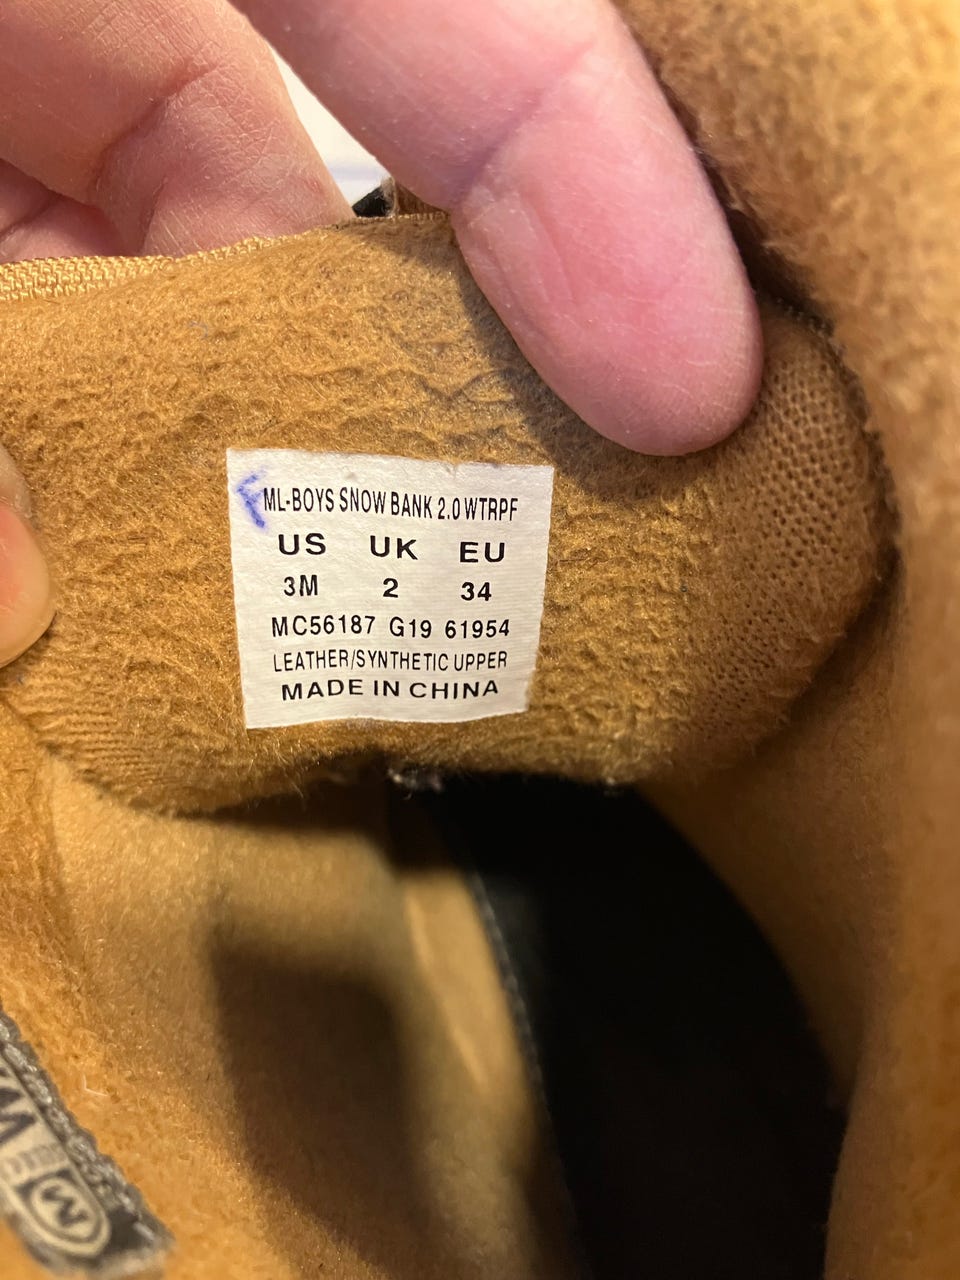 ML-BOYS SNOW BANK 2.0 WTRPF
US UK EU
3M 2 34
MC56187 G19 61954
LEATHER/SYNTHETIC UPPER
MADE IN CHINA
M